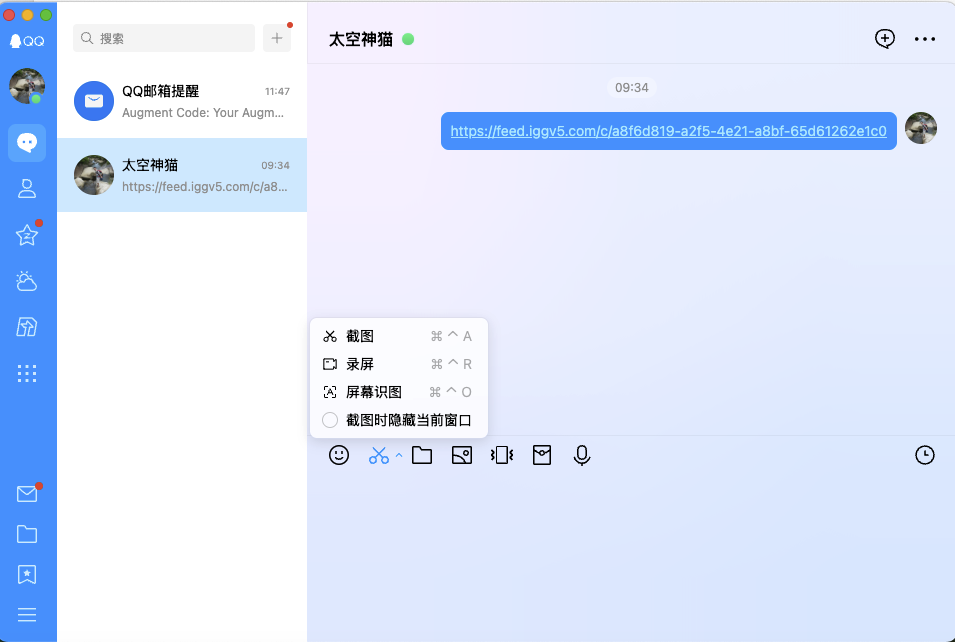 QQ
搜索
QQ邮箱提醒
11:47
Augment Code: Your Augm...
太空神猫
09:34
https://feed.iggv5.com/c/a8...
太空神猫
09:34
https://feed.iggv5.com/c/a8f6d819-a2f5-4e21-a8bf-65d61262e1c0
截图 ⌘ ^ A
录屏 ⌘ ^ R
屏幕识图 ⌘ ^ O
截图时隐藏当前窗口